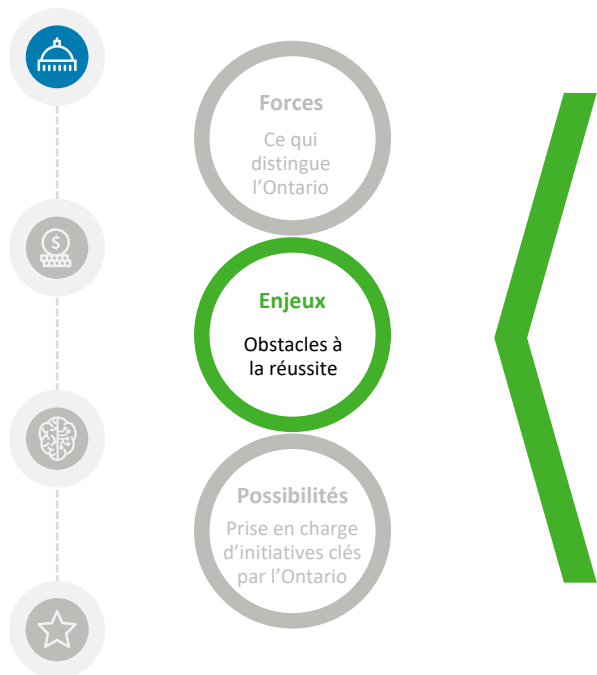 Forces
Ce qui
distingue
l’Ontario
$
Enjeux
Obstacles à
la réussite
Possibilités
Prise en charge
d’initiatives clés
par l’Ontario